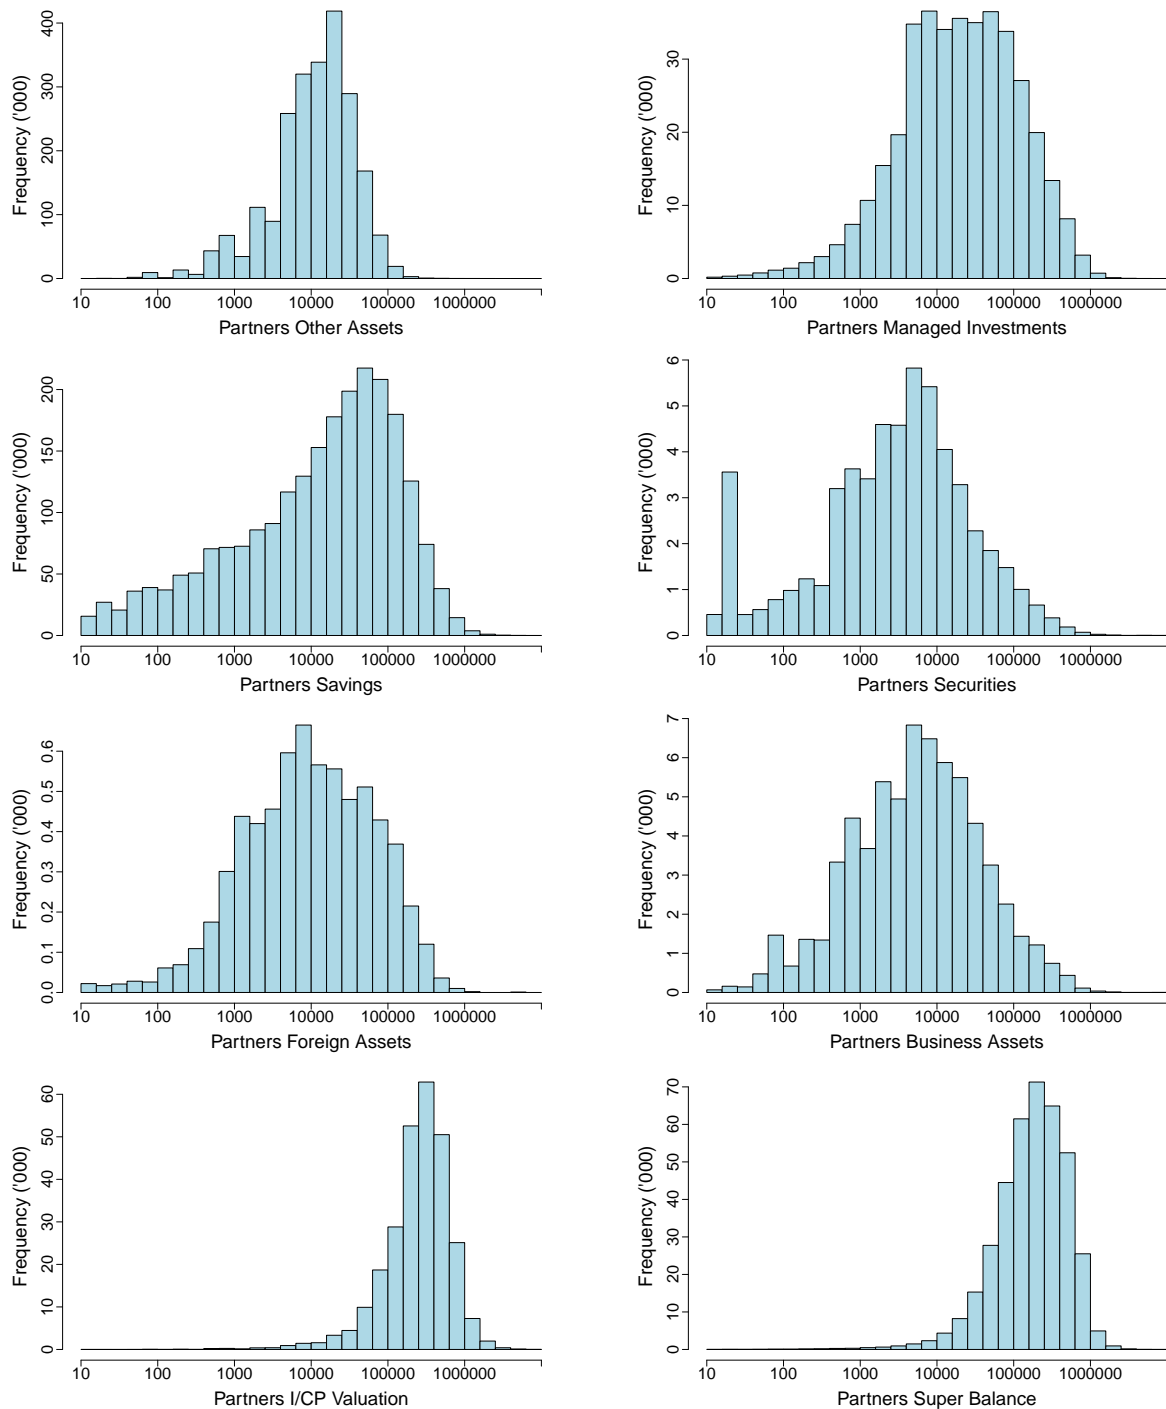 Frequency ('000)
0 100 200 300 400
10 100 1000 10000 100000 1000000
Partners Other Assets
Frequency ('000)
0 10 20 30
10 100 1000 10000 100000 1000000
Partners Managed Investments
Frequency ('000)
0 50 100 150 200
10 100 1000 10000 100000 1000000
Partners Savings
Frequency ('000)
0 1 2 3 4 5 6
10 100 1000 10000 100000 1000000
Partners Securities
Frequency ('000)
0.0 0.1 0.2 0.3 0.4 0.5 0.6
10 100 1000 10000 100000 1000000
Partners Foreign Assets
Frequency ('000)
0 1 2 3 4 5 6 7
10 100 1000 10000 100000 1000000
Partners Business Assets
Frequency ('000)
0 10 20 30 40 50 60
10 100 1000 10000 100000 1000000
Partners I/CP Valuation
Frequency ('000)
0 10 20 30 40 50 60 70
10 100 1000 10000 100000 1000000
Partners Super Balance